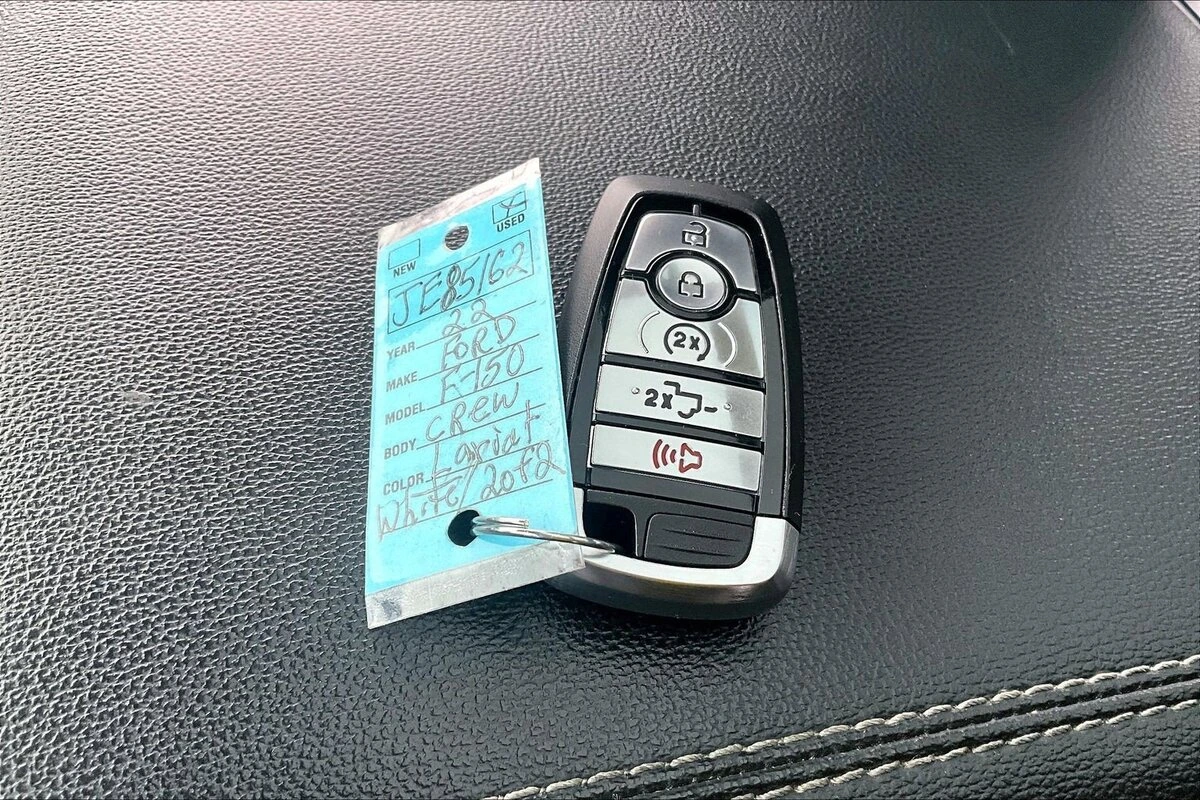 USED
NEW
JE85162
YEAR 22
MAKE FORD
MODEL F-150
BODY CREW
COLOR Lariat
White/2of2
2x
2x